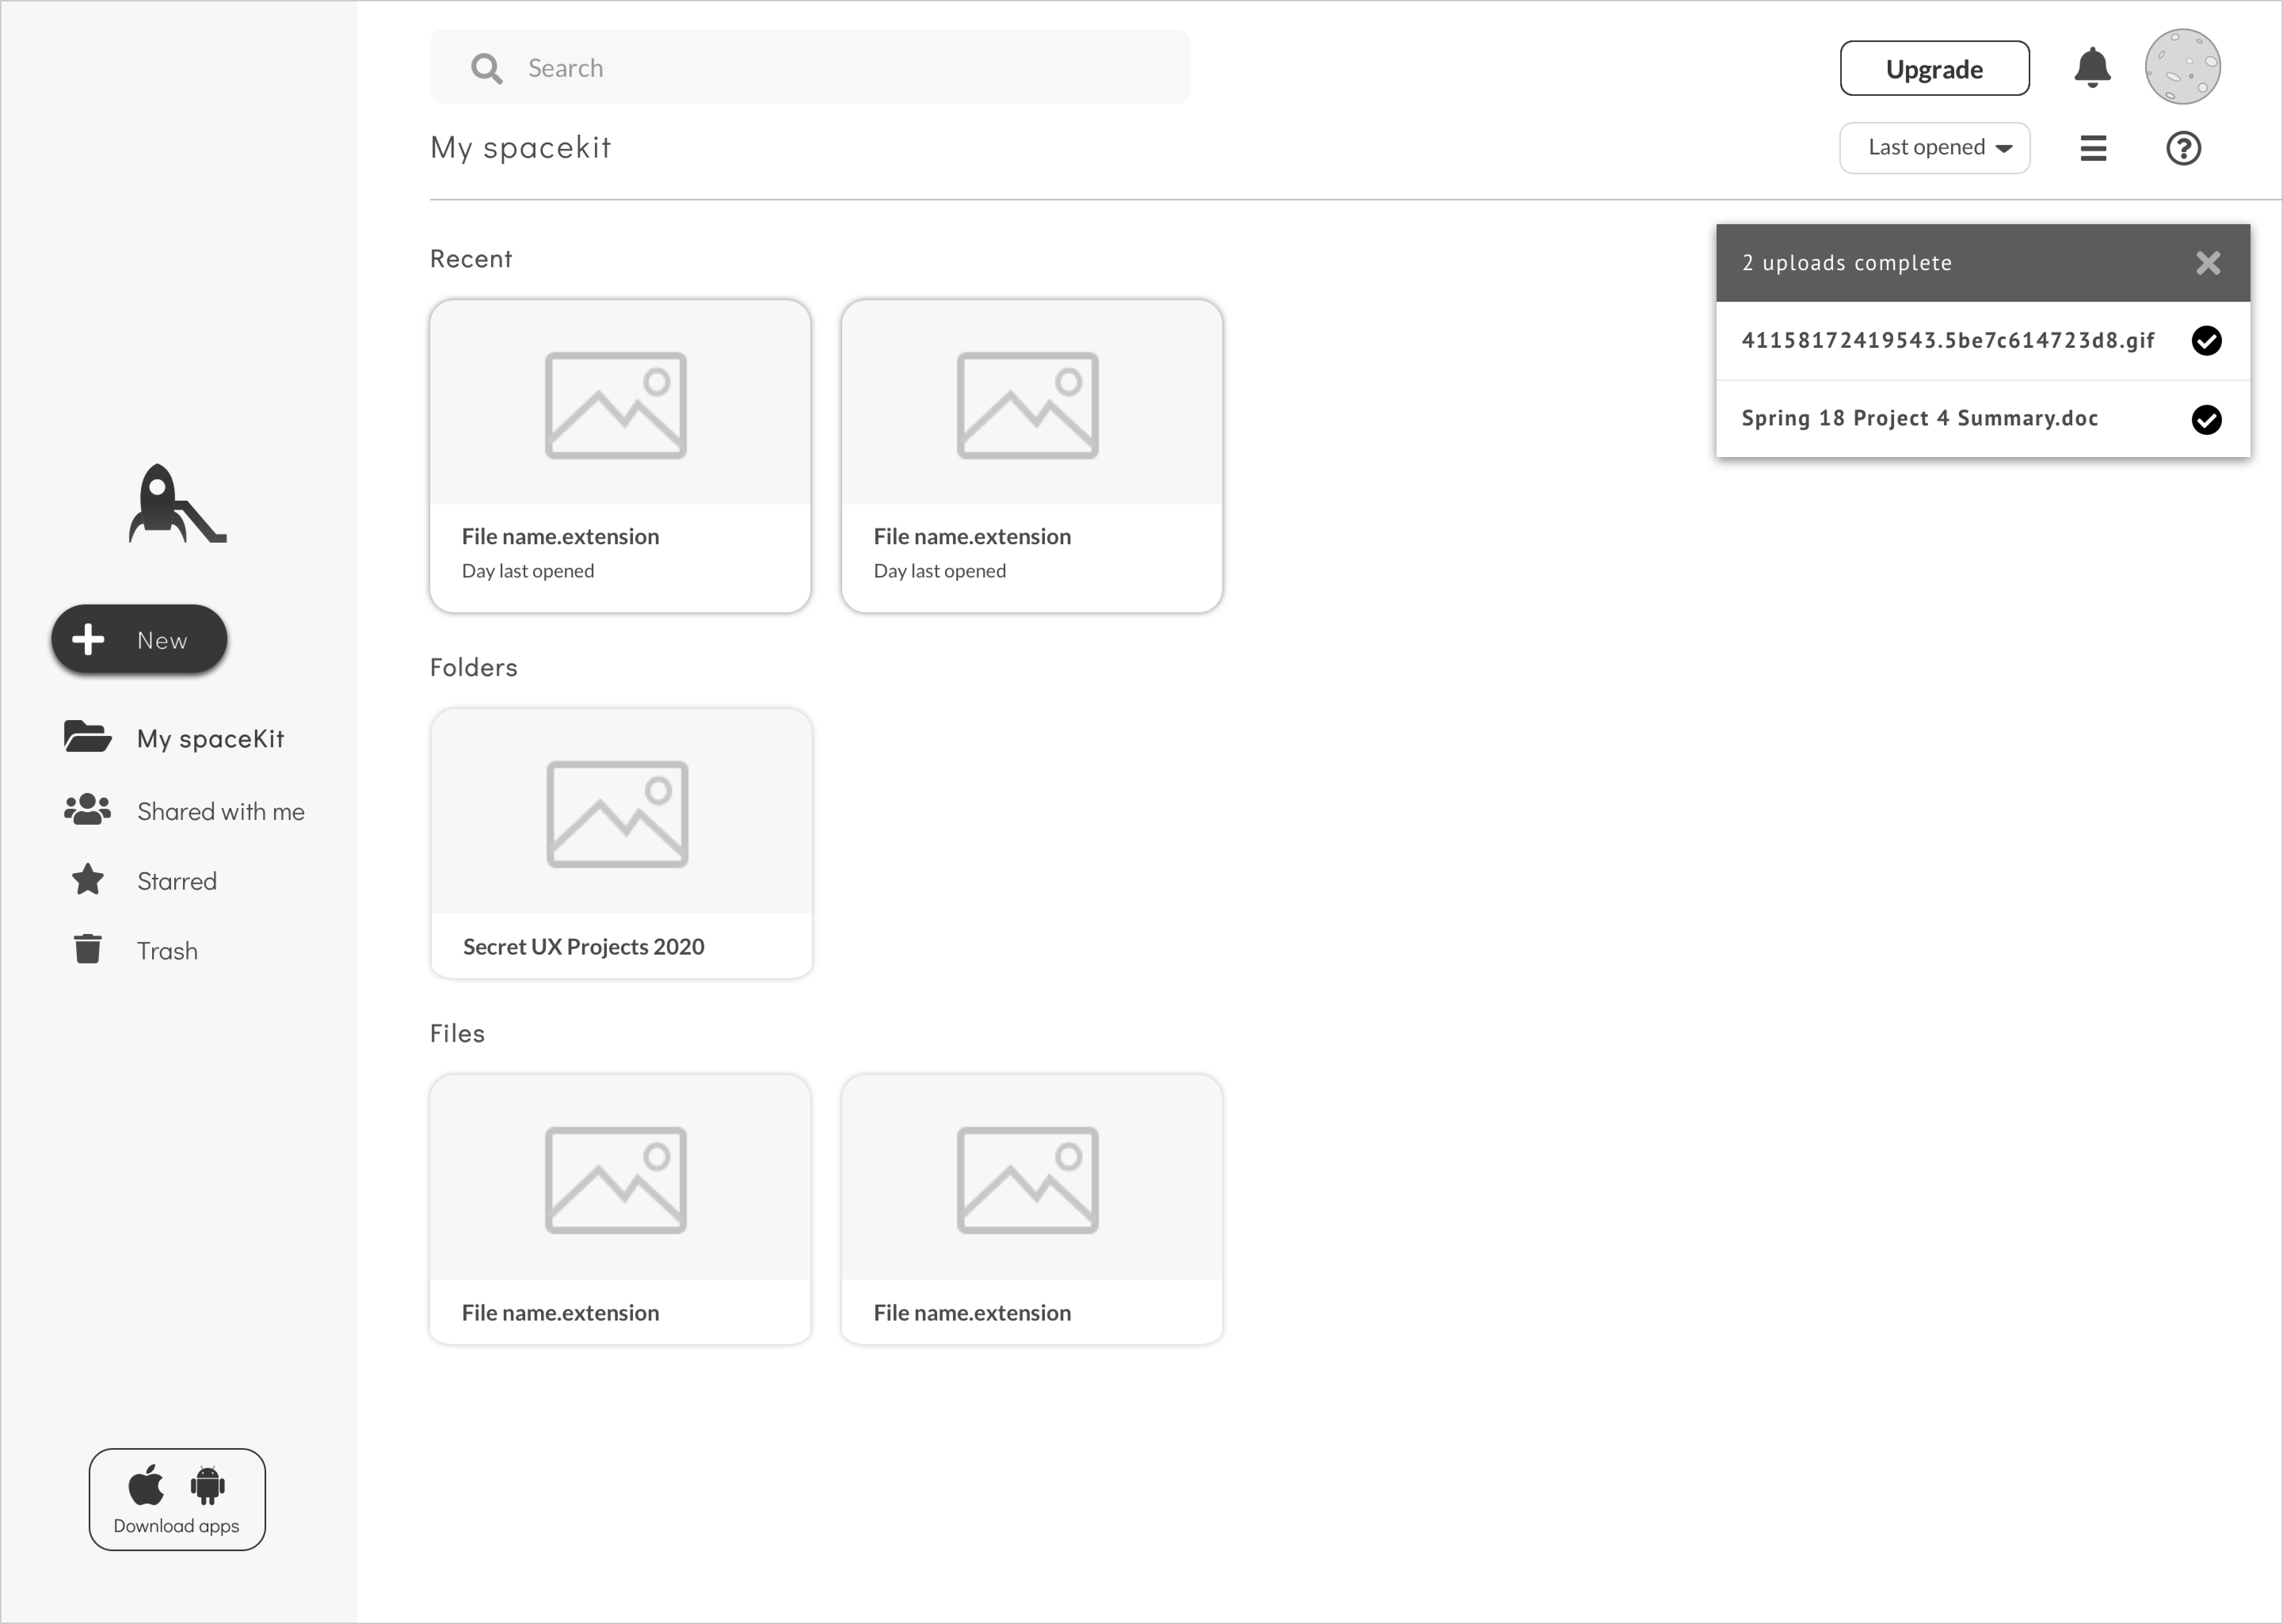 Search
Upgrade
My spacekit
Last opened
Recent
2 uploads complete
41158172419543.5be7c614723d8.gif
Spring 18 Project 4 Summary.doc
File name.extension
Day last opened
File name.extension
Day last opened
New
My spaceKit
Shared with me
Starred
Trash
Folders
Secret UX Projects 2020
Files
File name.extension
File name.extension
Download apps